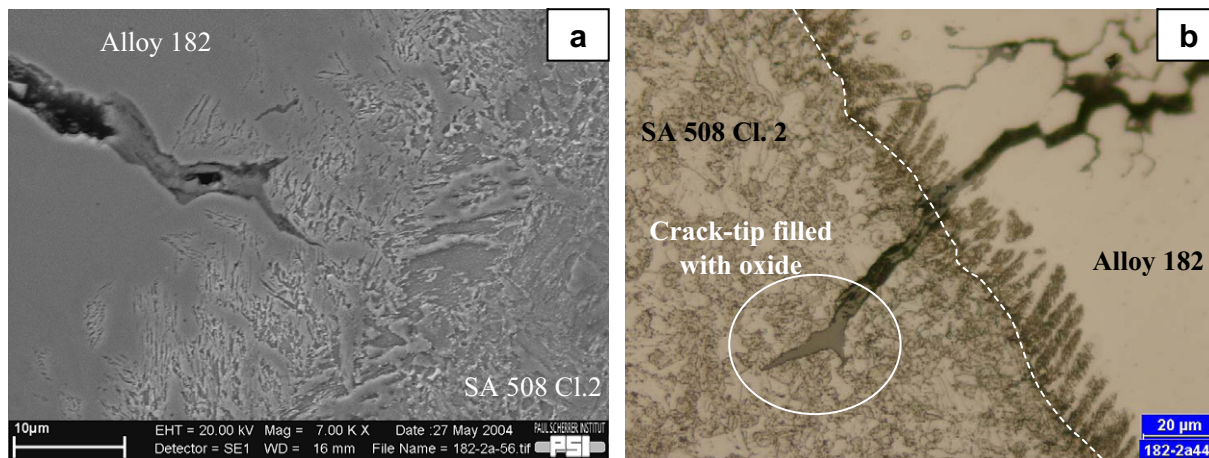 Alloy 182
a
SA 508 Cl.2
10µm
EHT = 20.00 kV Mag = 7.00 K X Date :27 May 2004
Detector = SE1 WD = 16 mm File Name = 182-2a-56.tif
PAUL SCHERRER INSTITUT
PSI
b
SA 508 Cl. 2
Crack-tip filled
with oxide
Alloy 182
20 µm
182-2a44